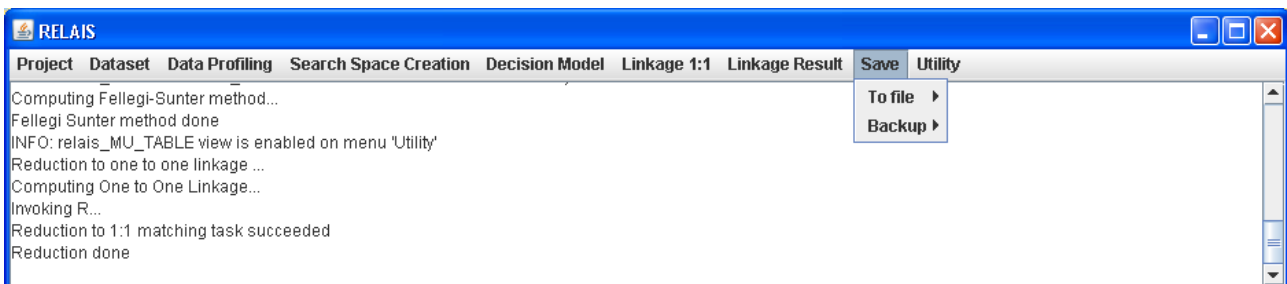 RELAIS
Project Dataset Data Profiling Search Space Creation Decision Model Linkage 1:1 Linkage Result Save Utility
To file
Backup
Computing Fellegi-Sunter method...
Fellegi Sunter method done
INFO: relais_MU_TABLE view is enabled on menu 'Utility'
Reduction to one to one linkage ...
Computing One to One Linkage...
Invoking R...
Reduction to 1:1 matching task succeeded
Reduction done